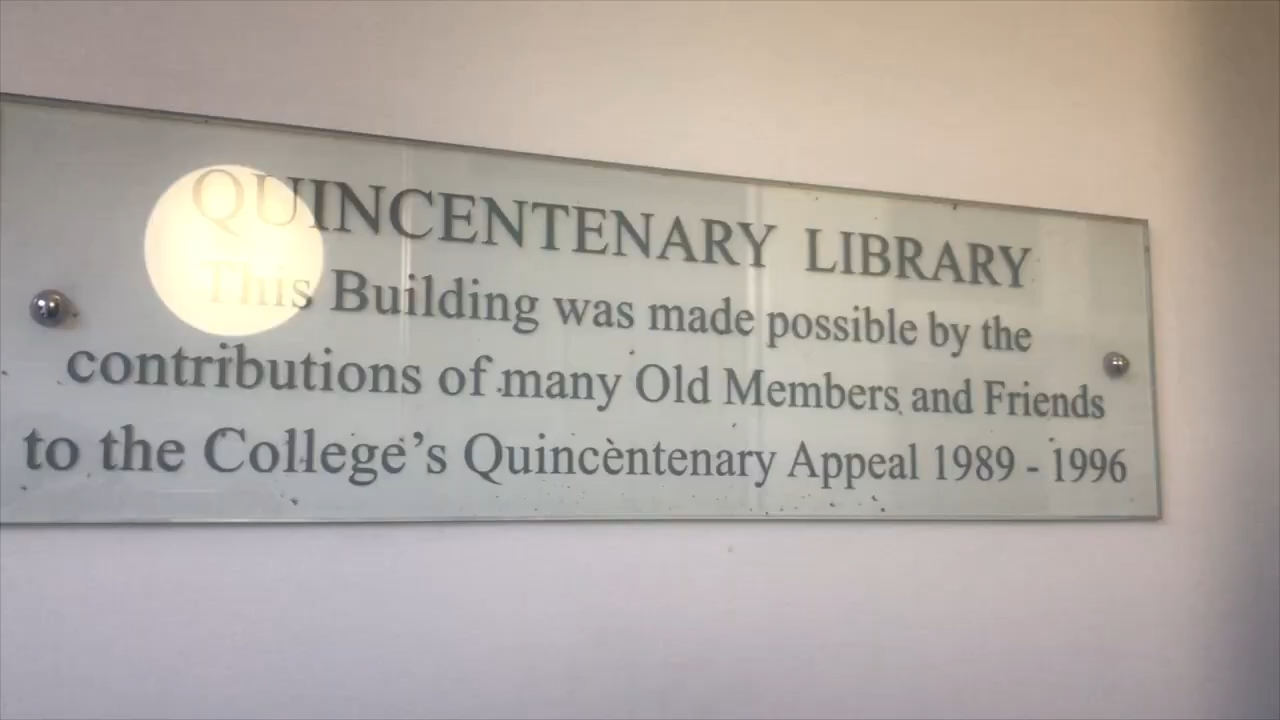 QUINCENTENARY LIBRARY
This Building was made possible by the
contributions of many Old Members and Friends
to the College's Quincentenary Appeal 1989 - 1996